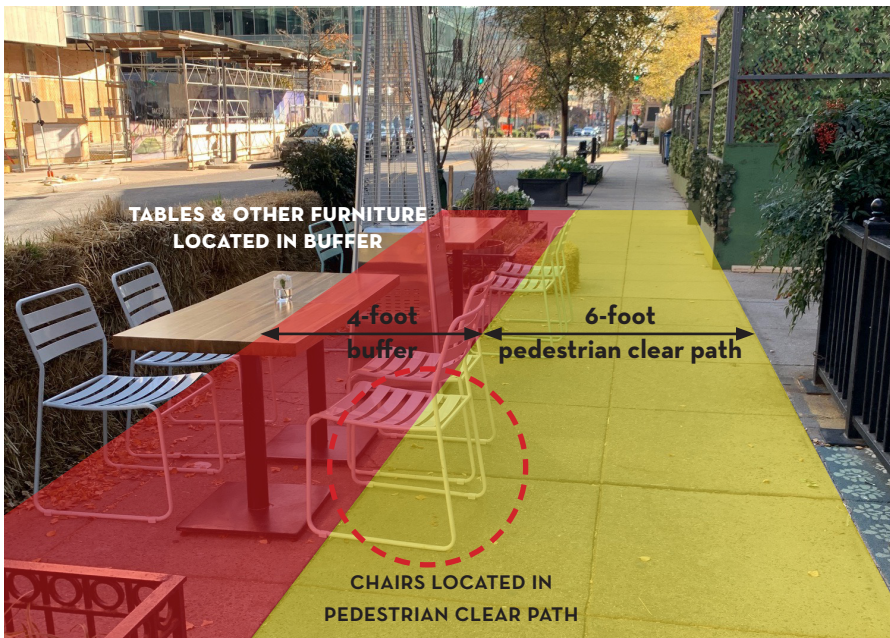 TABLES & OTHER FURNITURE
LOCATED IN BUFFER
4-foot
buffer
6-foot
pedestrian clear path
CHAIRS LOCATED IN
PEDESTRIAN CLEAR PATH